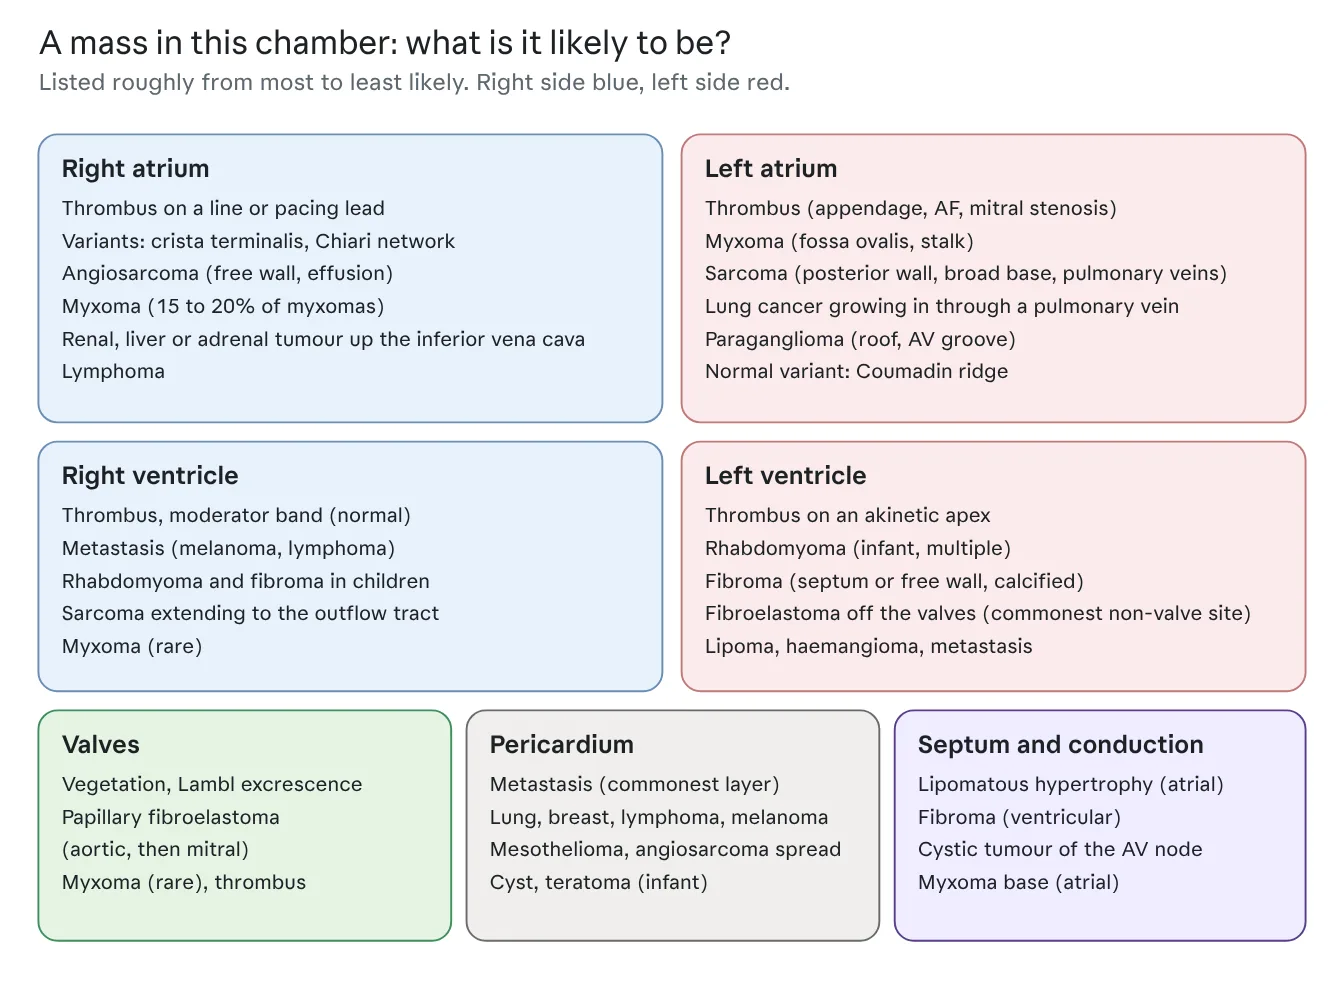 A mass in this chamber: what is it likely to be?
Listed roughly from most to least likely. Right side blue, left side red.
Right atrium
Thrombus on a line or pacing lead
Variants: crista terminalis, Chiari network
Angiosarcoma (free wall, effusion)
Myxoma (15 to 20% of myxomas)
Renal, liver or adrenal tumour up the inferior vena cava
Lymphoma
Left atrium
Thrombus (appendage, AF, mitral stenosis)
Myxoma (fossa ovalis, stalk)
Sarcoma (posterior wall, broad base, pulmonary veins)
Lung cancer growing in through a pulmonary vein
Paraganglioma (roof, AV groove)
Normal variant: Coumadin ridge
Right ventricle
Thrombus, moderator band (normal)
Metastasis (melanoma, lymphoma)
Rhabdomyoma and fibroma in children
Sarcoma extending to the outflow tract
Myxoma (rare)
Left ventricle
Thrombus on an akinetic apex
Rhabdomyoma (infant, multiple)
Fibroma (septum or free wall, calcified)
Fibroelastoma off the valves (commonest non-valve site)
Lipoma, haemangioma, metastasis
Valves
Vegetation, Lambl excrescence
Papillary fibroelastoma
(aortic, then mitral)
Myxoma (rare), thrombus
Pericardium
Metastasis (commonest layer)
Lung, breast, lymphoma, melanoma
Mesothelioma, angiosarcoma spread
Cyst, teratoma (infant)
Septum and conduction
Lipomatous hypertrophy (atrial)
Fibroma (ventricular)
Cystic tumour of the AV node
Myxoma base (atrial)